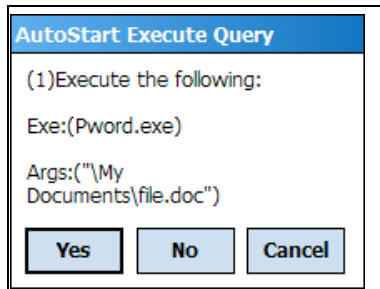 AutoStart Execute Query
(1)Execute the following:
Exe:(Pword.exe)
Args:("\My
Documents\file.doc")
Yes No Cancel